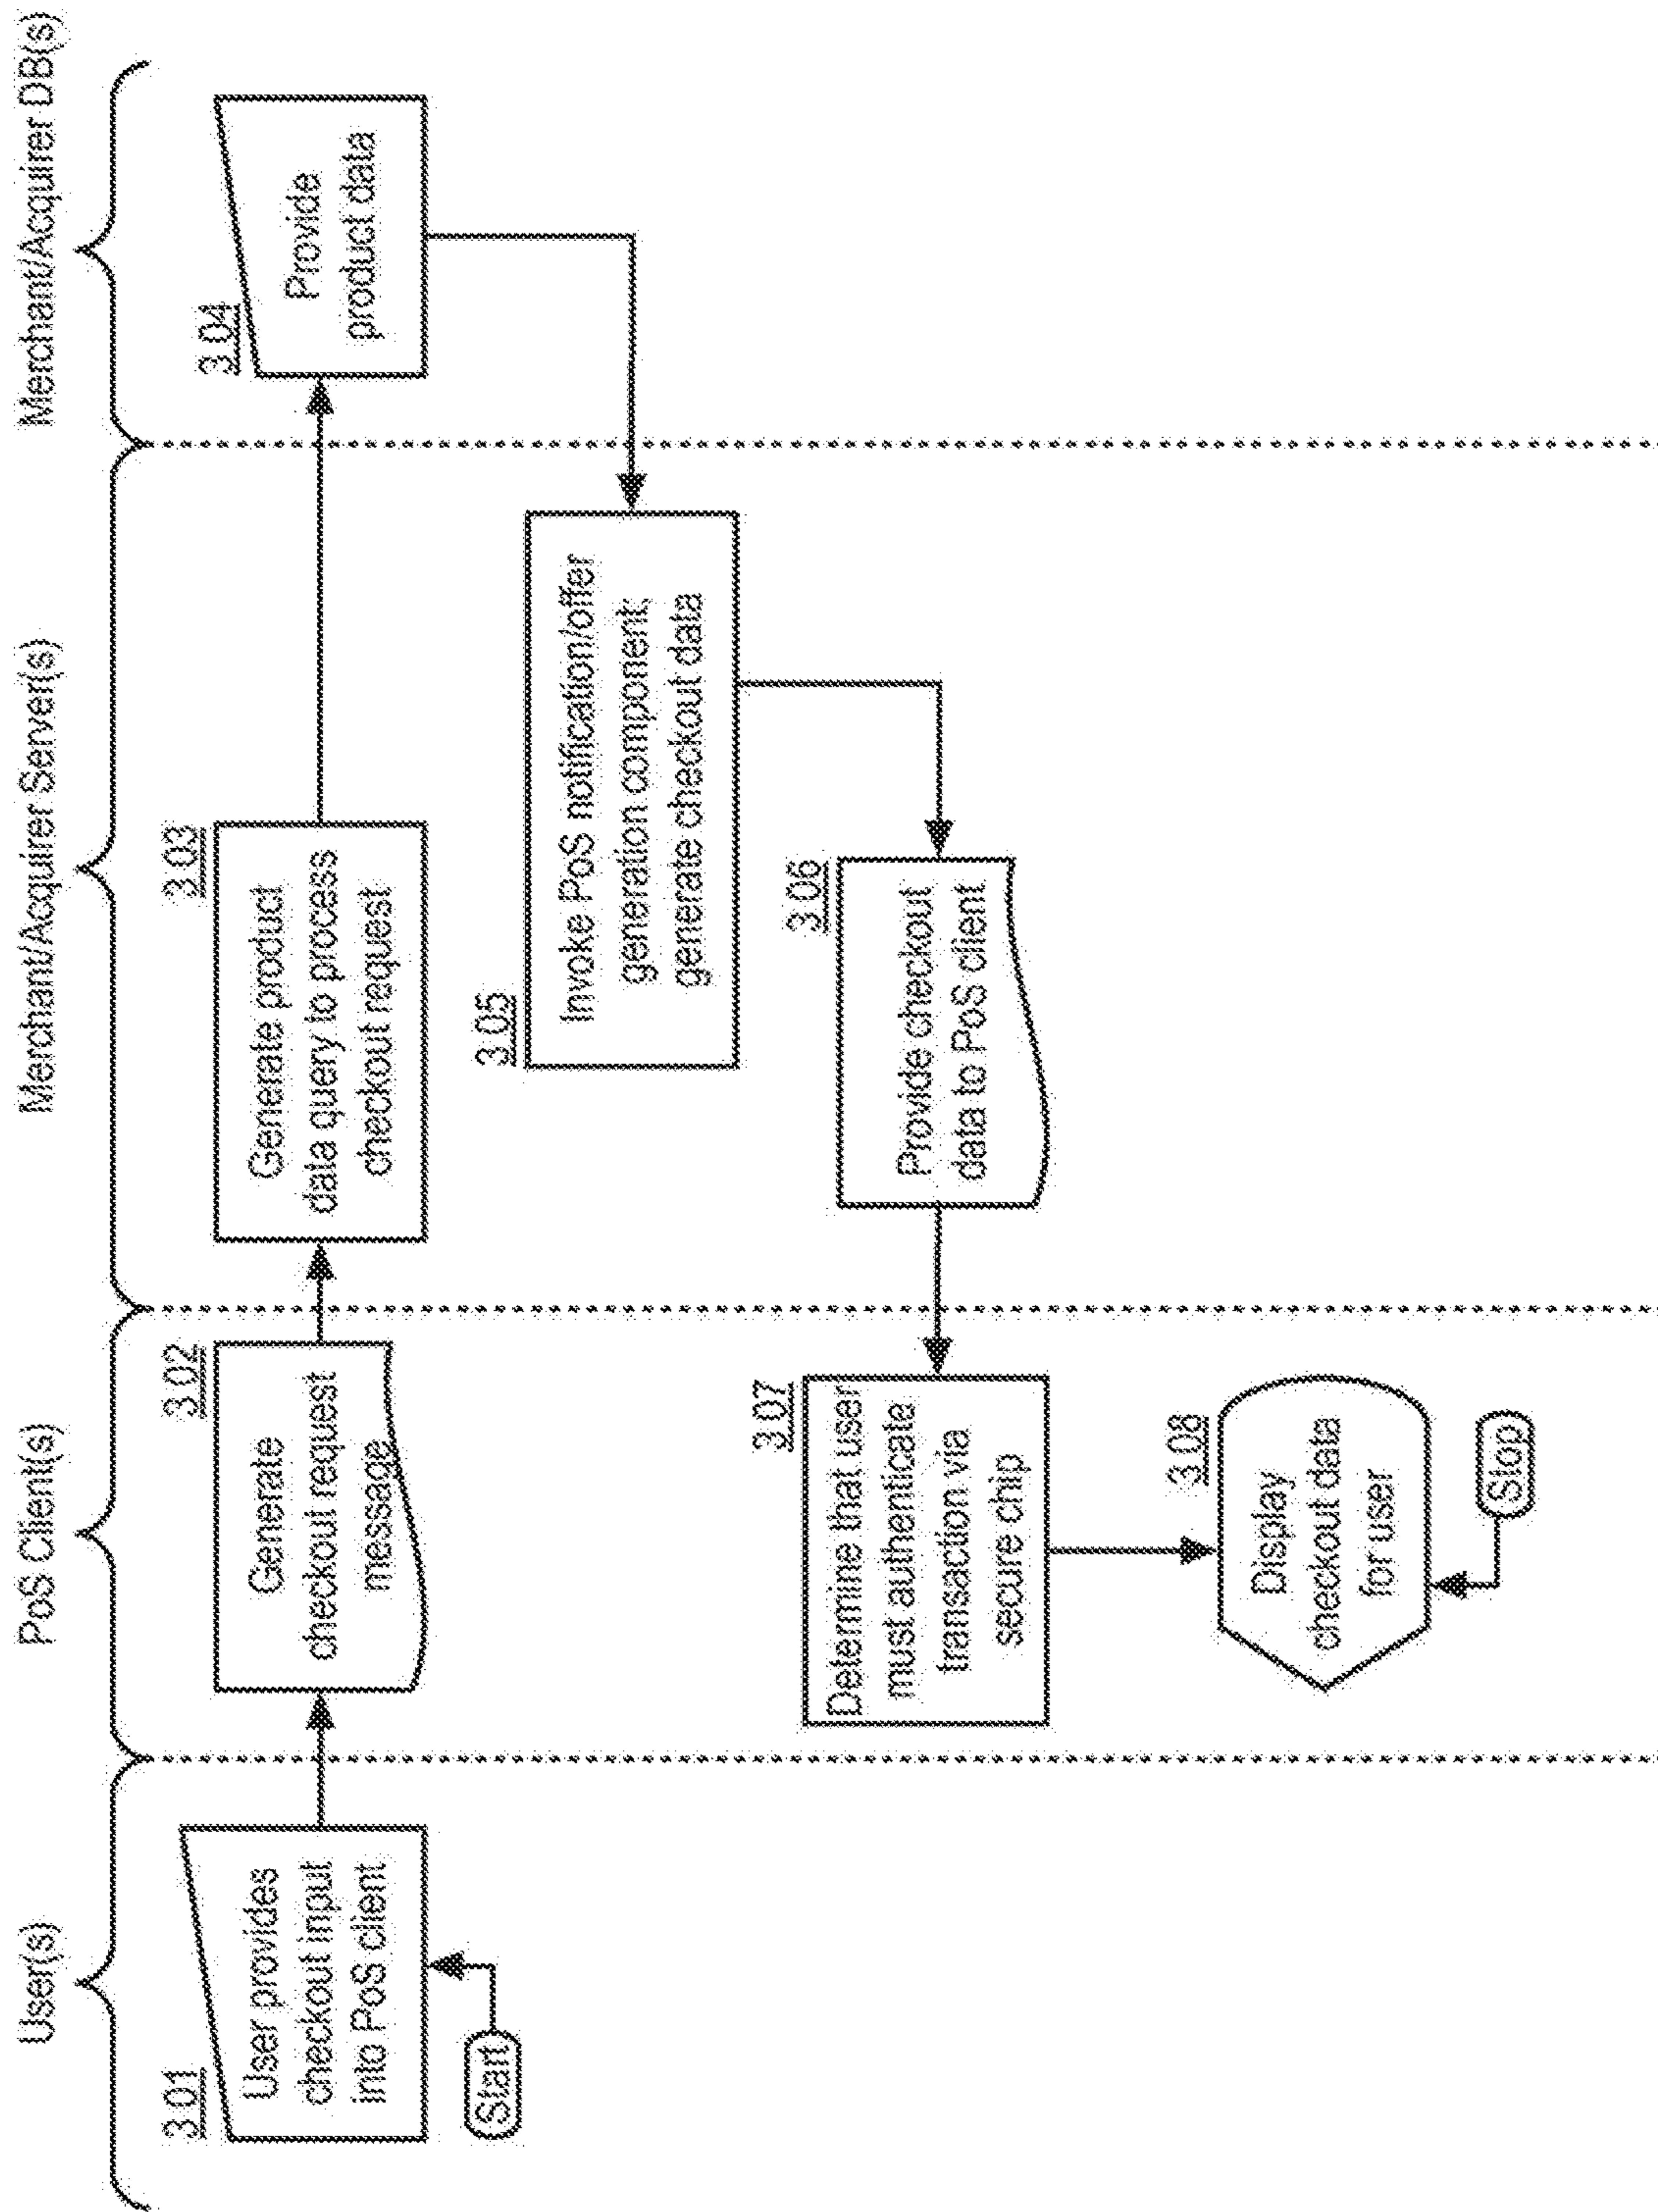 User(s)
PoS Client(s)
Merchant/Acquirer Server(s)
Merchant/Acquirer DB(s)
3 01
User provides
checkout input
into PoS client
Start
3 02
Generate
checkout request
message
3 03
Generate product
data query to process
checkout request
3 04
Provide
product data
3 05
Invoke PoS notification/offer
generation component;
generate checkout data
3 06
Provide checkout
data to PoS client
3 07
Determine that user
must authenticate
transaction via
secure chip
3 08
Display
checkout data
for user
Stop